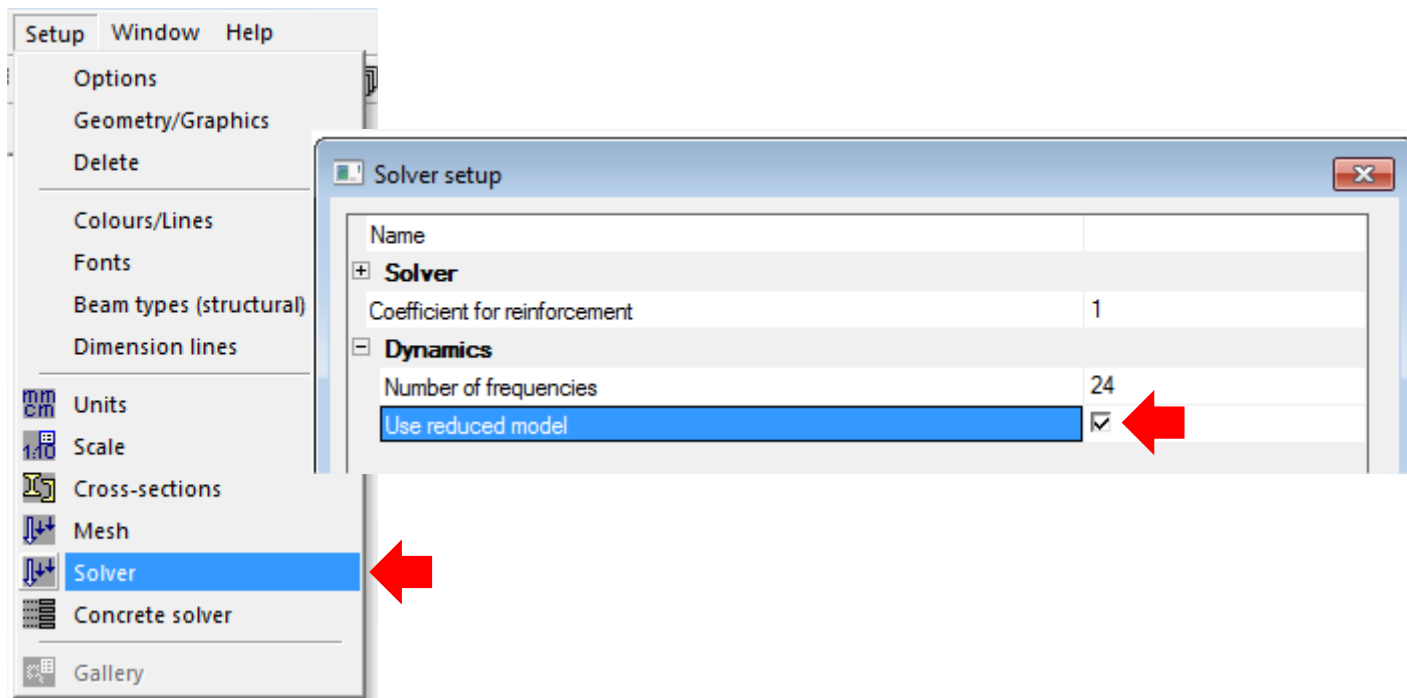 Setup Window Help
Options
Geometry/Graphics
Delete
Colours/Lines
Fonts
Beam types (structural)
Dimension lines
mm cm Units
1:10 Scale
Cross-sections
Mesh
Solver
Concrete solver
Gallery
Solver setup
Name
Solver
Coefficient for reinforcement 1
Dynamics
Number of frequencies 24
Use reduced model